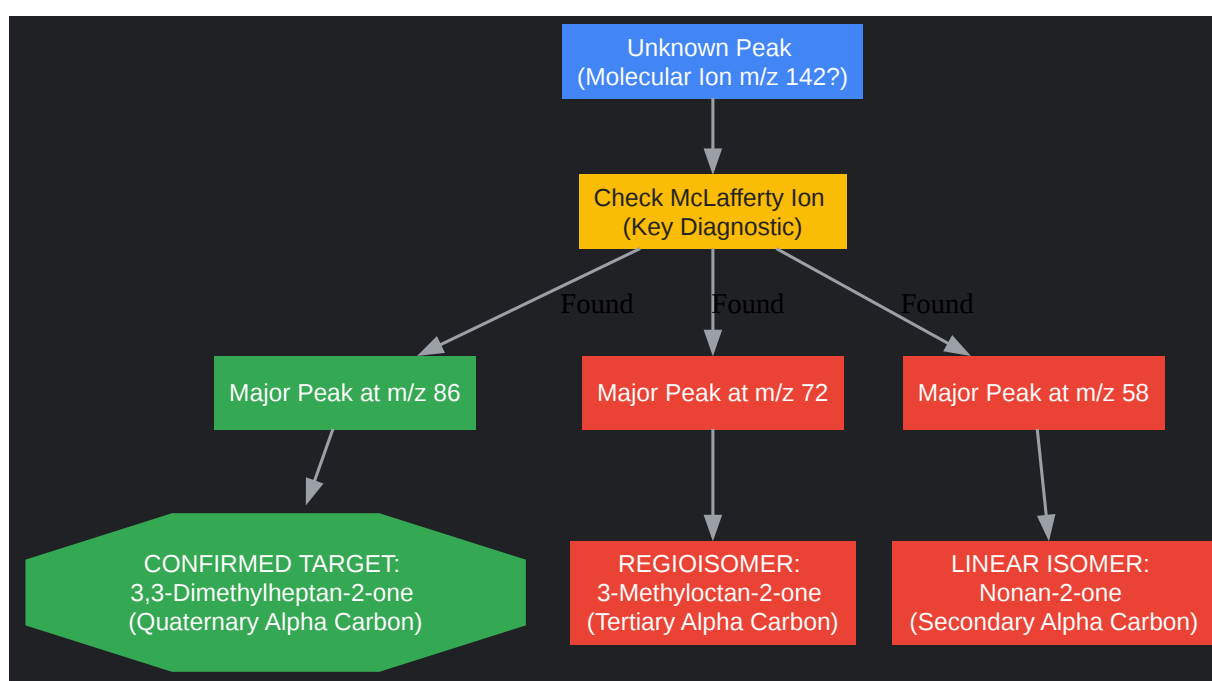 Unknown Peak
(Molecular Ion m/z 142?)
Check McLafferty Ion
(Key Diagnostic)
Found
Found
Found
Major Peak at m/z 86
Major Peak at m/z 72
Major Peak at m/z 58
CONFIRMED TARGET:
3,3-Dimethylheptan-2-one
(Quaternary Alpha Carbon)
REGIOISOMER:
3-Methyloctan-2-one
(Tertiary Alpha Carbon)
LINEAR ISOMER:
Nonan-2-one
(Secondary Alpha Carbon)